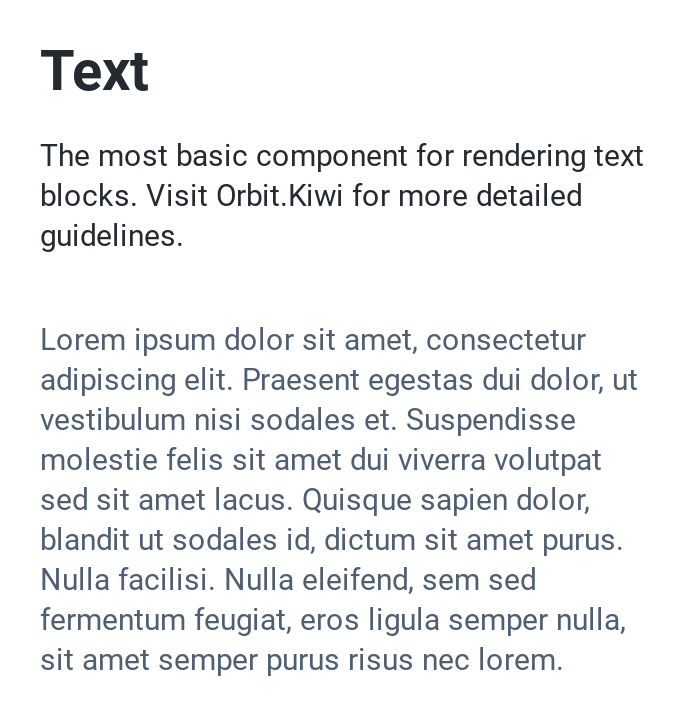 Text
The most basic component for rendering text
blocks. Visit Orbit.Kiwi for more detailed
guidelines.
Lorem ipsum dolor sit amet, consectetur
adipiscing elit. Praesent egestas dui dolor, ut
vestibulum nisi sodales et. Suspendisse
molestie felis sit amet dui viverra volutpat
sed sit amet lacus. Quisque sapien dolor,
blandit ut sodales id, dictum sit amet purus.
Nulla facilisi. Nulla eleifend, sem sed
fermentum feugiat, eros ligula semper nulla,
sit amet semper purus risus nec lorem.